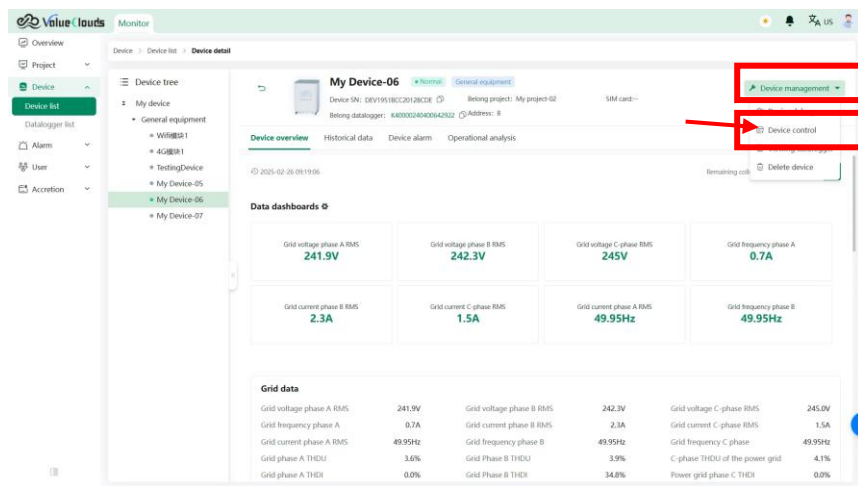 ValueClouds
Monitor
US
Overview
Project
Device
Device list
Datalogger list
Alarm
User
Accretion
Device > Device list > Device detail
Device tree
My device
General equipment
Wifi模块1
4G模块1
TestingDevice
My Device-05
My Device-06
My Device-07
My Device-06 Normal General equipment
Device SN: DEV19518CC20128CDE Belong project: My project-02 SIM card:--
Belong datalogger: K40000240400642922 Address: 8
Device management
Device control
Delete device
Device overview Historical data Device alarm Operational analysis
2025-02-26 09:19:06
Remaining
Data dashboards
Grid voltage phase A RMS
241.9V
Grid voltage phase B RMS
242.3V
Grid voltage C-phase RMS
245V
Grid frequency phase A
0.7A
Grid current phase B RMS
2.3A
Grid current C-phase RMS
1.5A
Grid current phase A RMS
49.95Hz
Grid frequency phase B
49.95Hz
Grid data
Grid voltage phase A RMS 241.9V Grid voltage phase B RMS 242.3V Grid voltage C-phase RMS 245.0V
Grid frequency phase A 0.7A Grid current phase B RMS 2.3A Grid current C-phase RMS 1.5A
Grid current phase A RMS 49.95Hz Grid frequency phase B 49.95Hz Grid frequency C phase 49.95Hz
Grid phase A THDU 3.6% Grid Phase B THDU 3.9% C-phase THDU of the power grid 4.1%
Grid phase A THDI 0.0% Grid Phase B THDI 34.8% Power grid phase C THDI 0.0%